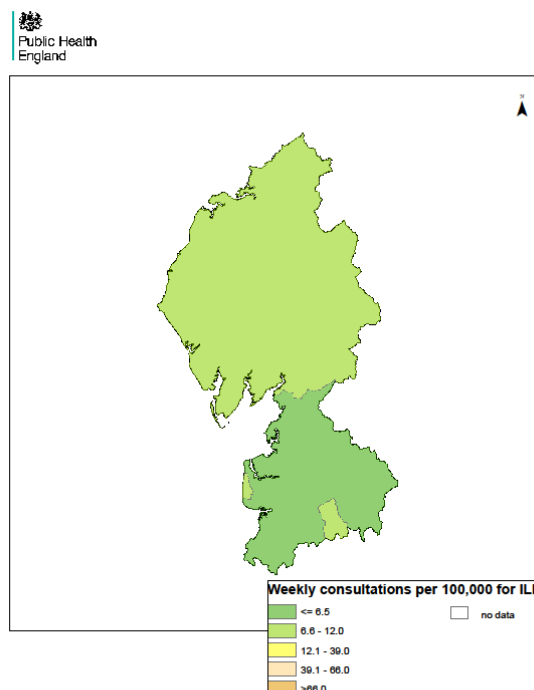 Public Health
England
N
Weekly consultations per 100,000 for ILI
<= 6.5
no data
6.6 - 12.0
12.1 - 39.0
39.1 - 66.0
>66.0